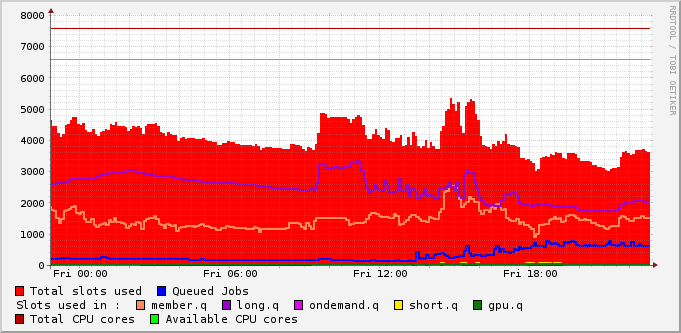 8000
7000
6000
5000
4000
3000
2000
1000
0
Fri 00:00 Fri 06:00 Fri 12:00 Fri 18:00
RRDTOOL / TOBI OETIKER
Total slots used Queued Jobs
Slots used in : member.q long.q ondemand.q short.q gpu.q
Total CPU cores Available CPU cores